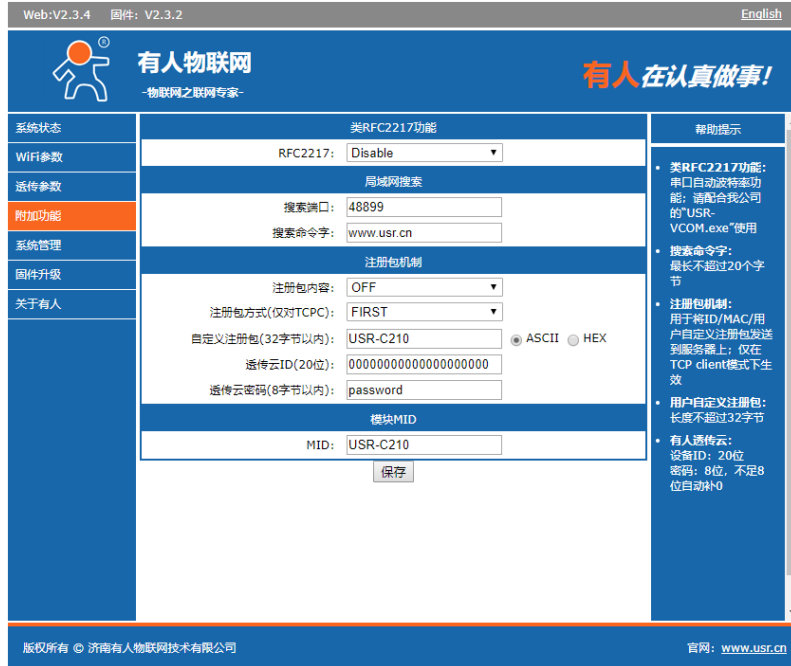 Web:V2.3.4 固件: V2.3.2 English
®
有人物联网
-物联网之联网专家-
有人在认真做事!
系统状态
WiFi参数
透传参数
附加功能
系统管理
固件升级
关于有人
类RFC2217功能
RFC2217: Disable
局域网搜索
搜索端口: 48899
搜索命令字: www.usr.cn
注册包机制
注册包内容: OFF
注册包方式(仅对TCPC): FIRST
自定义注册包(32字节以内): USR-C210 ASCII HEX
透传云ID(20位): 00000000000000000000
透传云密码(8字节以内): password
模块MID
MID: USR-C210
保存
帮助提示
• 类RFC2217功能:
串口自动波特率功
能; 请配合我公司
的"USR-
VCOM.exe"使用
• 搜索命令字:
最长不超过20个字
节
• 注册包机制:
用于将ID/MAC/用
户自定义注册包发送
到服务器上; 仅在
TCP client模式下生
效
• 用户自定义注册包:
长度不超过32字节
• 有人透传云:
设备ID: 20位
密码: 8位, 不足8
位自动补0
版权所有 © 济南有人物联网技术有限公司 官网: www.usr.cn